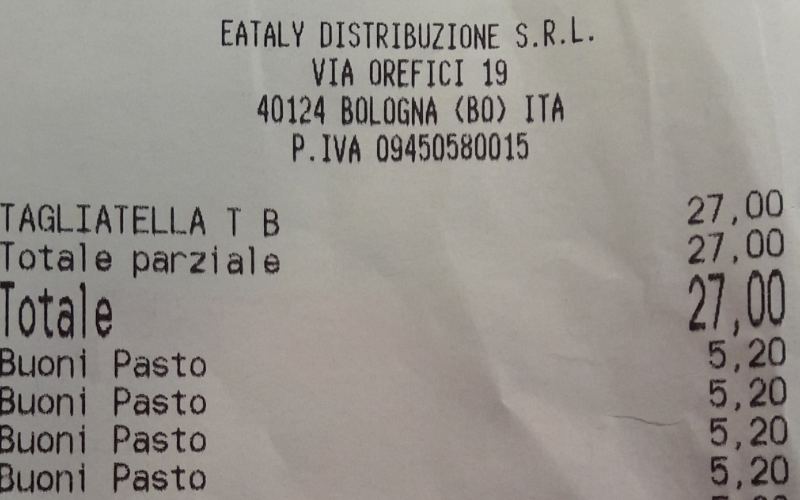 EATALY DISTRIBUZIONE S.R.L.
VIA OREFICI 19
40124 BOLOGNA (BO) ITA
P.IVA 09450580015
TAGLIATELLA T B 27,00
Totale parziale 27,00
Totale 27,00
Buoni Pasto 5,20
Buoni Pasto 5,20
Buoni Pasto 5,20
Buoni Pasto 5,20